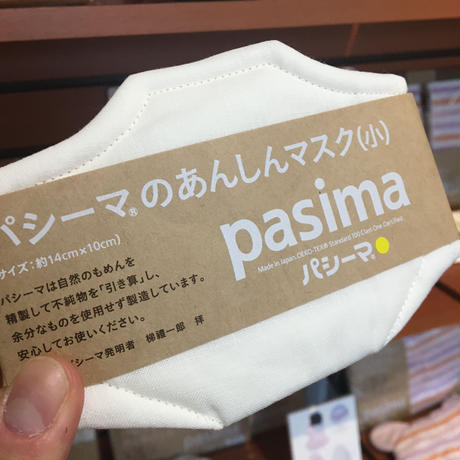 パシーマ®のあんしんマスク(小)
サイズ:約14cm×10cm)
パシーマは自然のもめんを
精製して不純物を「引き算」し、
余分なものを使用せず製造しています。
安心してお使いください。
パシーマ発明者 梯禮一郎 拝
pasima
Made in Japan. OEKO-TEX® Standard 100 Class One Certified.
パシーマ®